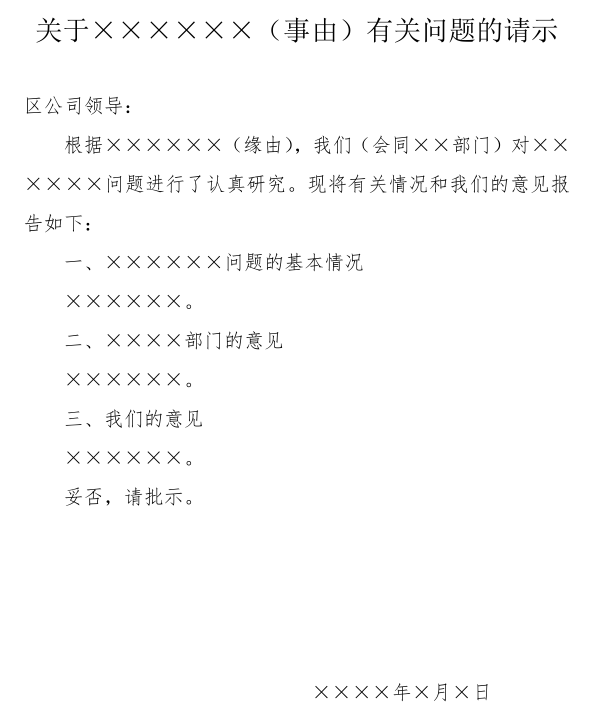 关于××××××（事由）有关问题的请示
区公司领导：
根据××××××（缘由），我们（会同××部门）对××
××××问题进行了认真研究。现将有关情况和我们的意见报
告如下：
一、××××××问题的基本情况
××××××。
二、××××部门的意见
××××××。
三、我们的意见
××××××。
妥否，请批示。
××××年×月×日